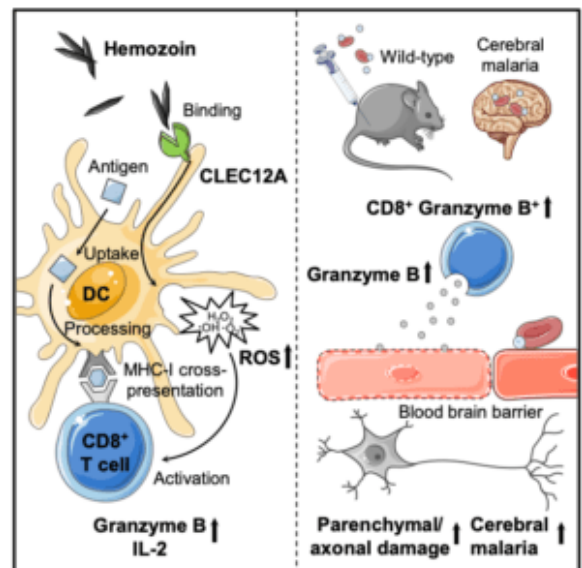 Hemozoin
Binding
CLEC12A
Antigen
Uptake
DC
Processing
H₂O₂
·OH
ROS
MHC-I cross-
presentation
CD8⁺
T cell
Activation
Granzyme B
IL-2
Wild-type
Cerebral
malaria
CD8⁺ Granzyme B⁺
Granzyme B
Blood brain barrier
Parenchymal/
axonal damage
Cerebral
malaria